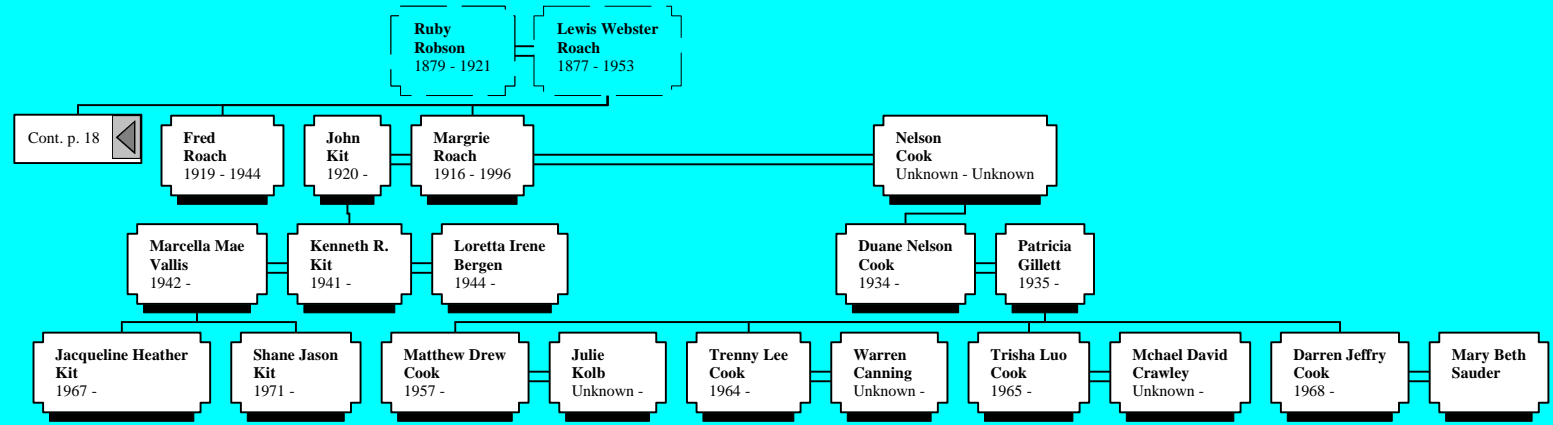 Ruby
Robson
1879 - 1921
Lewis Webster
Roach
1877 - 1953
Cont. p. 18
Fred
Roach
1919 - 1944
John
Kit
1920 -
Margrie
Roach
1916 - 1996
Nelson
Cook
Unknown - Unknown
Marcella Mae
Vallis
1942 -
Kenneth R.
Kit
1941 -
Loretta Irene
Bergen
1944 -
Duane Nelson
Cook
1934 -
Patricia
Gillett
1935 -
Jacqueline Heather
Kit
1967 -
Shane Jason
Kit
1971 -
Matthew Drew
Cook
1957 -
Julie
Kolb
Unknown -
Trenny Lee
Cook
1964 -
Warren
Canning
Unknown -
Trisha Luo
Cook
1965 -
Mchael David
Crawley
Unknown -
Darren Jeffry
Cook
1968 -
Mary Beth
Sauder